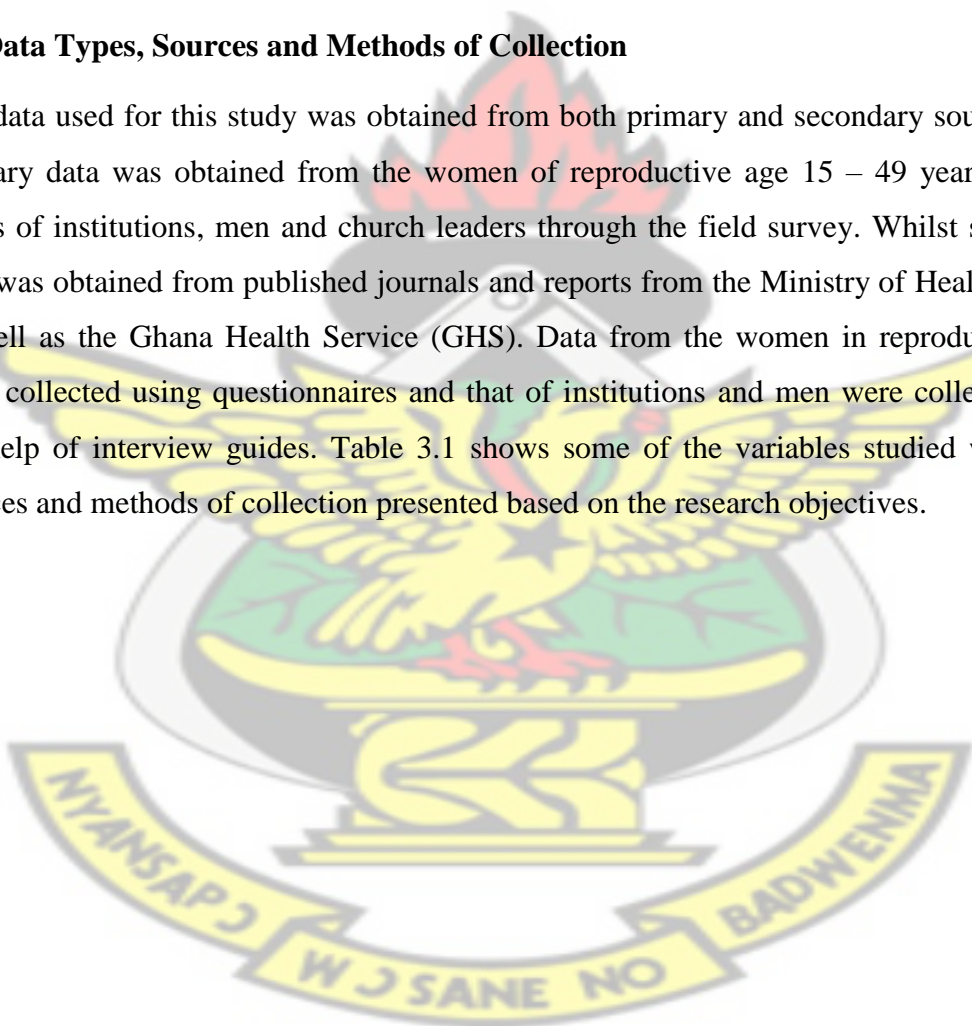 Data Types, Sources and Methods of Collection
data used for this study was obtained from both primary and secondary sou
ary data was obtained from the women of reproductive age 15 – 49 year
s of institutions, men and church leaders through the field survey. Whilst s
was obtained from published journals and reports from the Ministry of Heal
ell as the Ghana Health Service (GHS). Data from the women in reprodu
collected using questionnaires and that of institutions and men were colle
elp of interview guides. Table 3.1 shows some of the variables studied w
ces and methods of collection presented based on the research objectives.
NYANSAPƆ
WƆSANE NO
BADWENMA